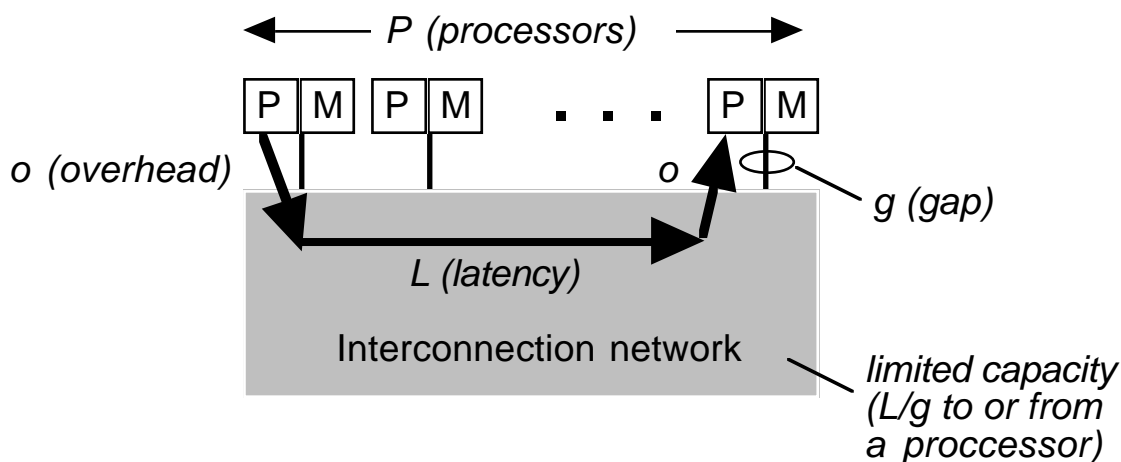 P (processors)
P M P M . . . P M
o (overhead)
o
g (gap)
L (latency)
Interconnection network
limited capacity
(L/g to or from
a proccessor)